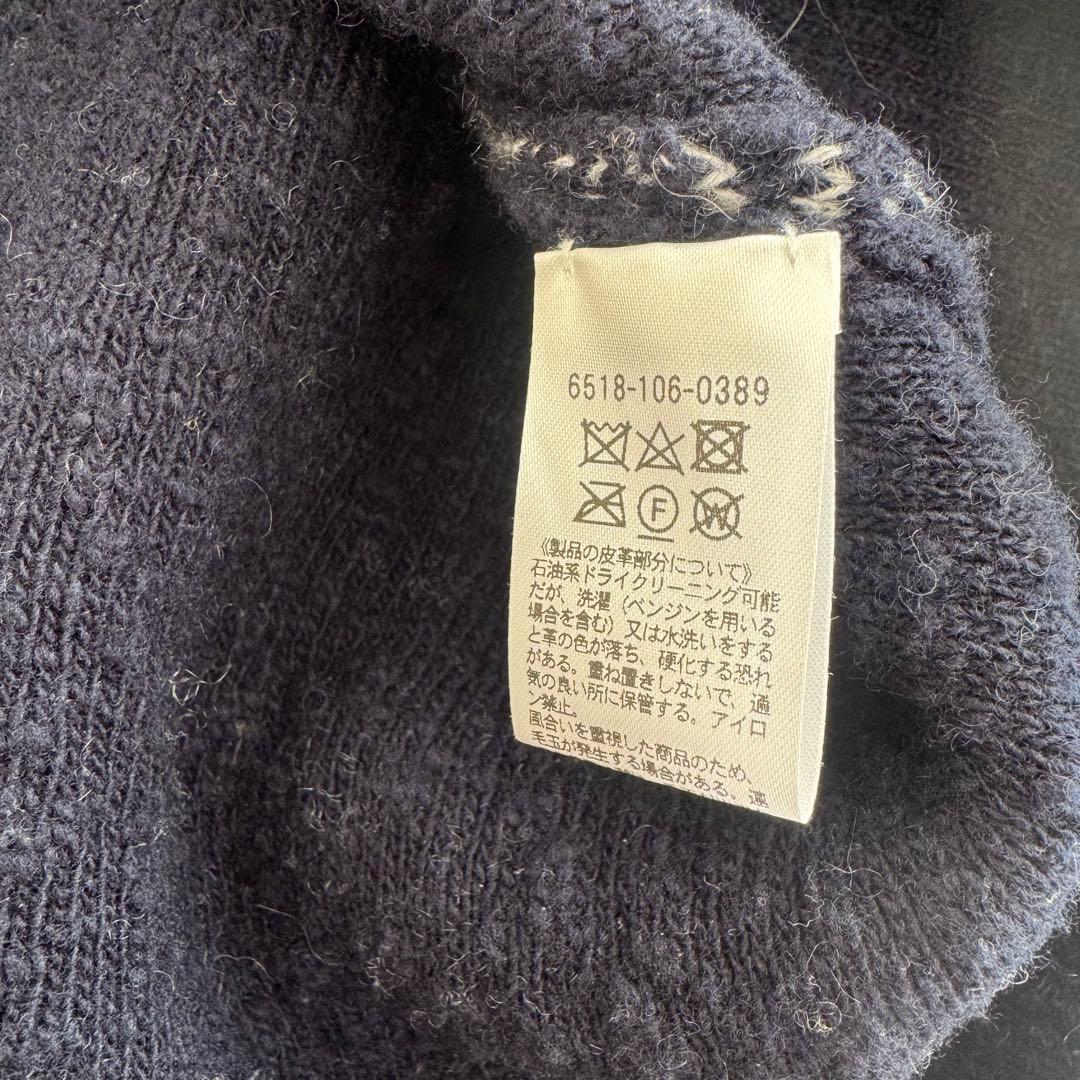 6518-106-0389
F
W
《製品の皮革部分について》
石油系ドライクリーニング可能
だが、洗濯(ベンジンを用いる
場合を含む)又は水洗いをする
と革の色が落ち、硬化する恐れ
がある。重ね置きしないで、通
気の良い所に保管する。アイロ
ン禁止。
風合いを重視した商品のため、
毛玉が発生する場合がある。連